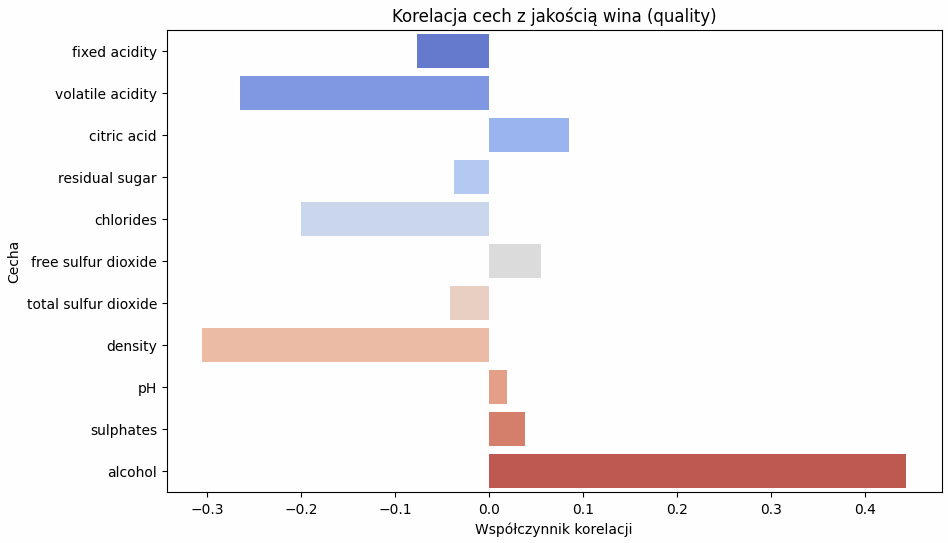 Korelacja cech z jakością wina (quality)
fixed acidity
volatile acidity
citric acid
residual sugar
chlorides
free sulfur dioxide
total sulfur dioxide
density
pH
sulphates
alcohol
Cecha
−0.3 −0.2 −0.1 0.0 0.1 0.2 0.3 0.4
Współczynnik korelacji